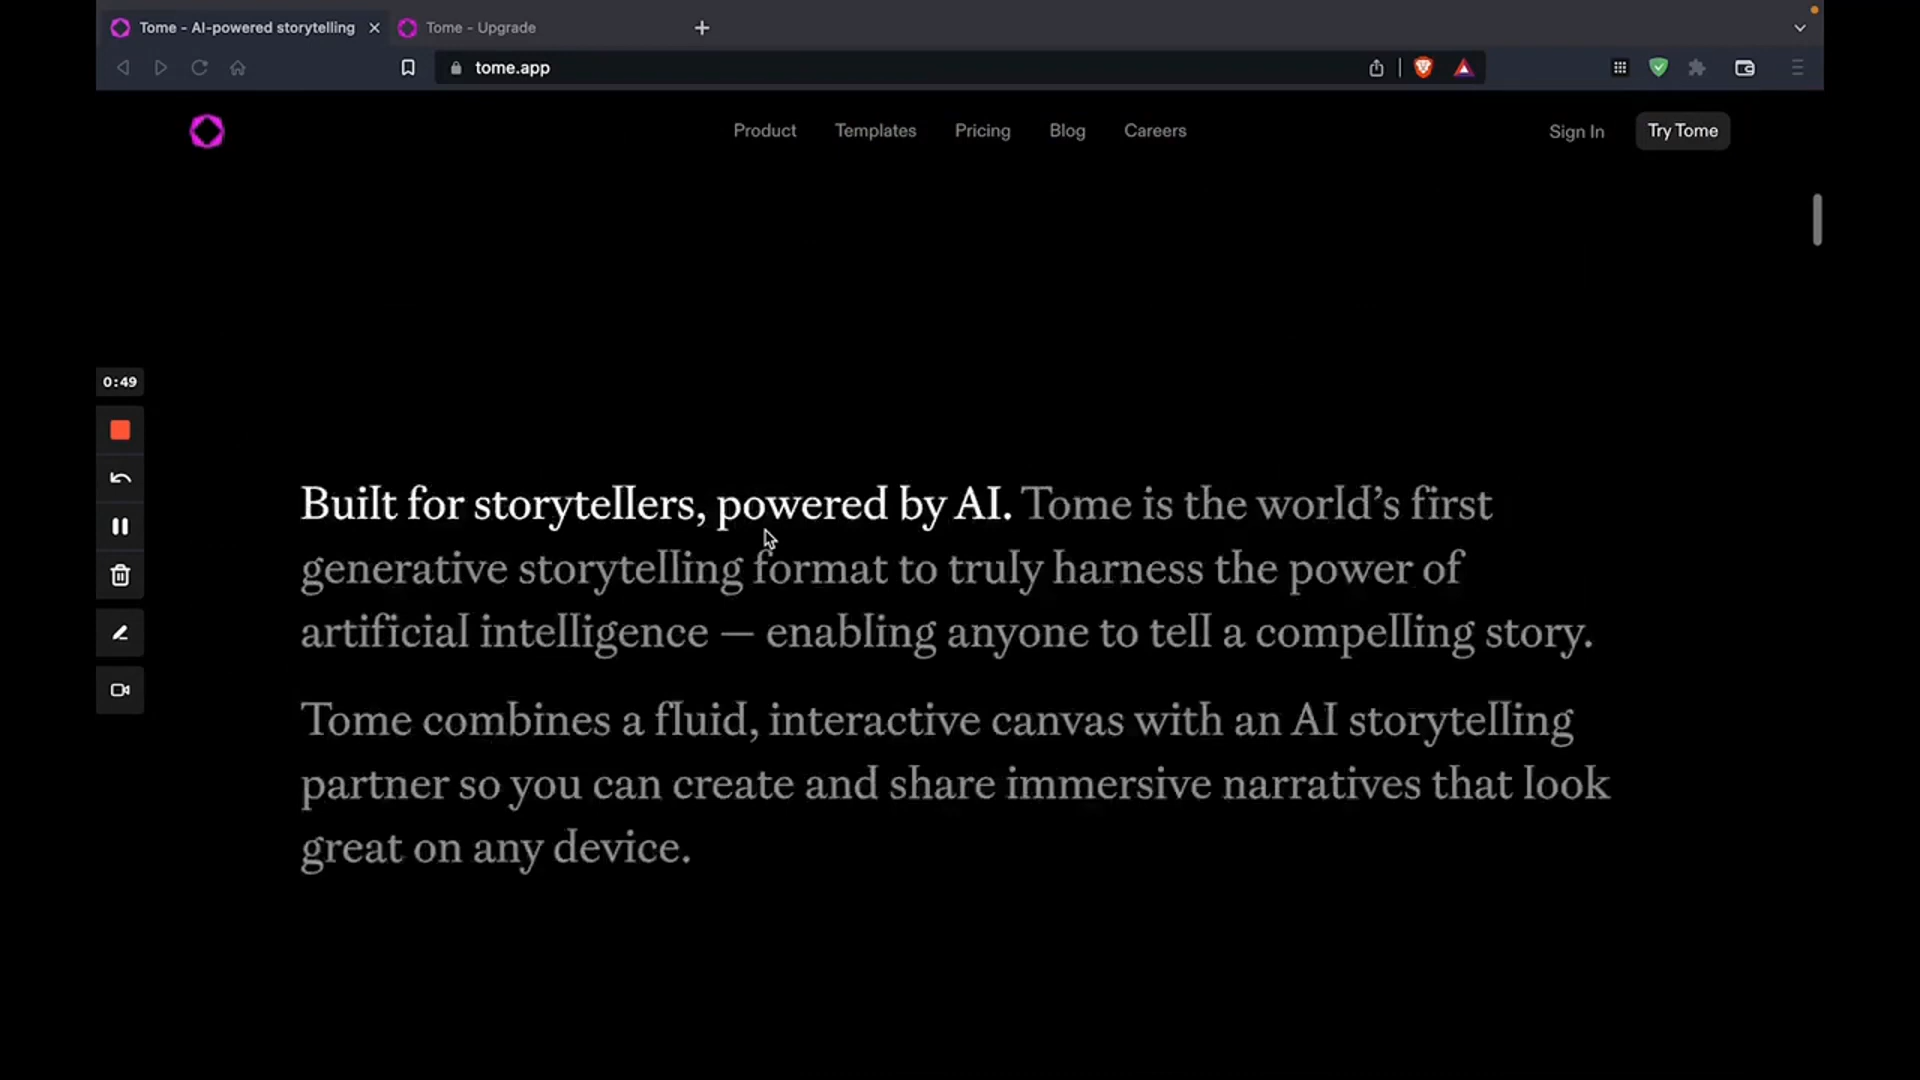 Tome - AI-powered storytelling
Tome - Upgrade
tome.app
Product
Templates
Pricing
Blog
Careers
Sign In
Try Tome
0:49
Built for storytellers, powered by AI. Tome is the world’s first
generative storytelling format to truly harness the power of
artificial intelligence — enabling anyone to tell a compelling story.
Tome combines a fluid, interactive canvas with an AI storytelling
partner so you can create and share immersive narratives that look
great on any device.